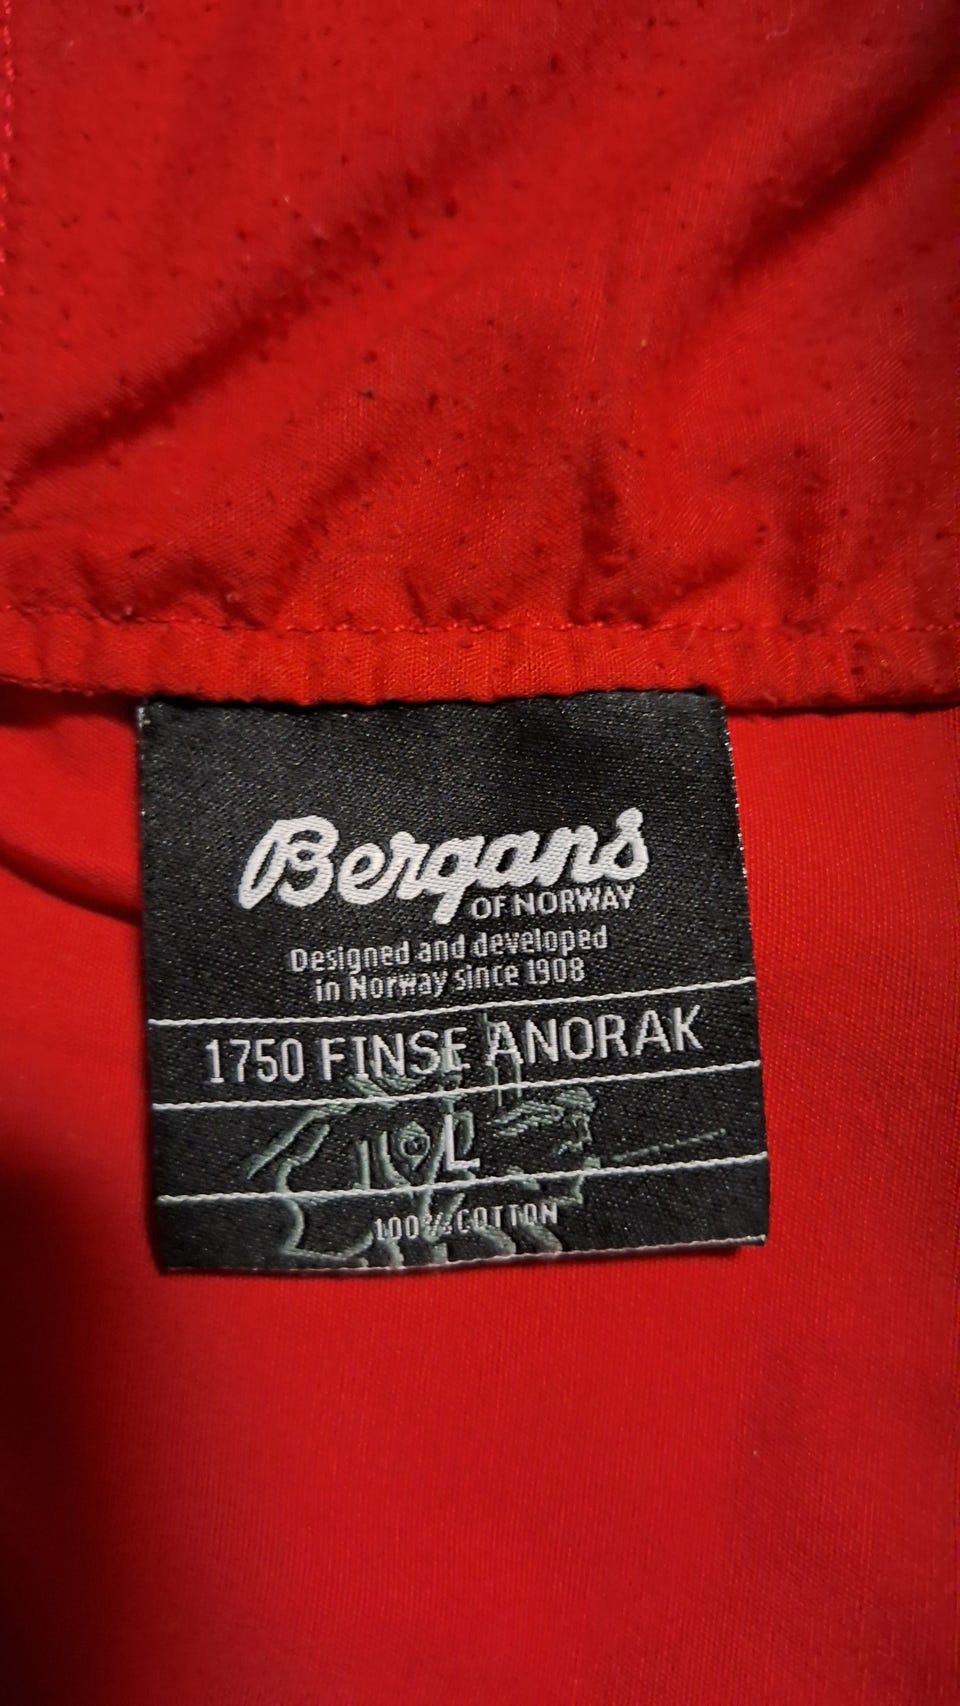 Bergans
OF NORWAY
Designed and developed
in Norway since 1908
1750 FINSE ANORAK
L
100% COTTON